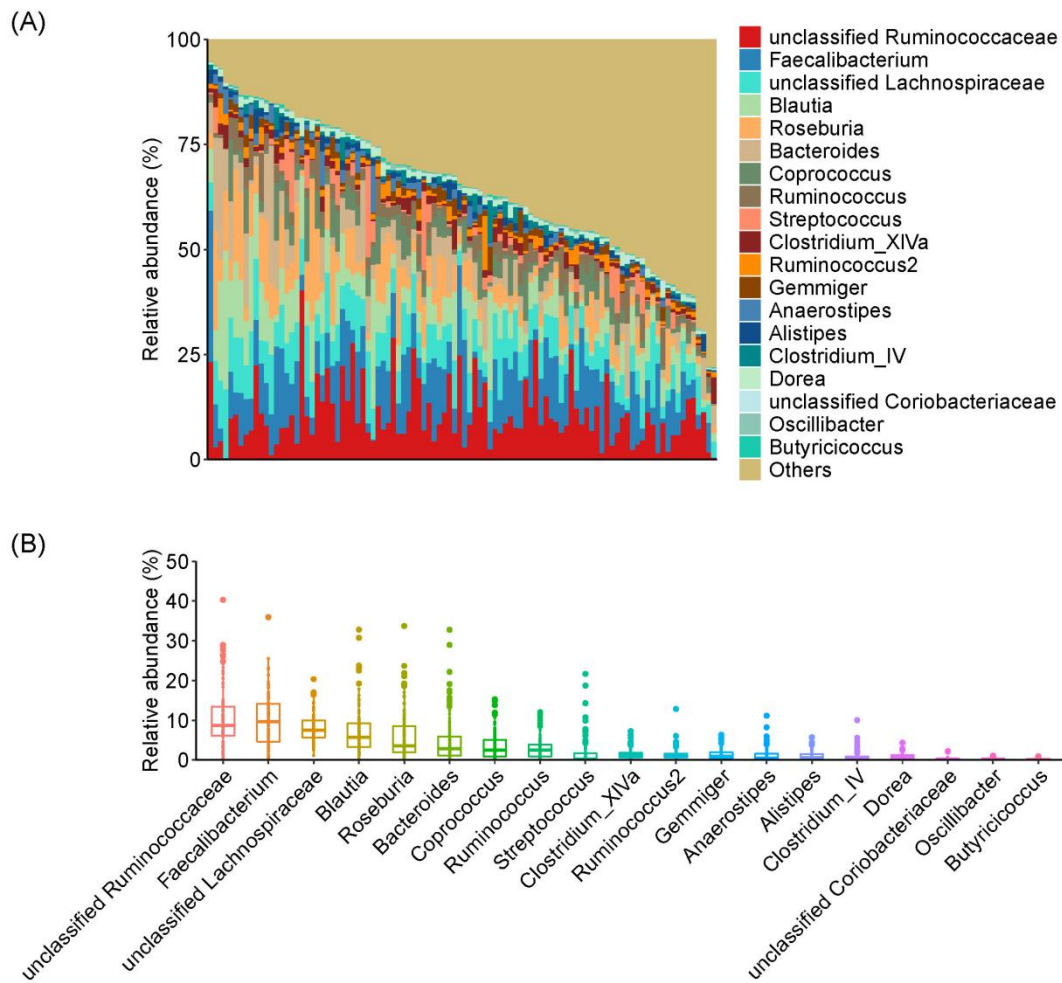 (A)
100
75
50
25
0
Relative abundance (%)
unclassified Ruminococcaceae
Faecalibacterium
unclassified Lachnospiraceae
Blautia
Roseburia
Bacteroides
Coprococcus
Ruminococcus
Streptococcus
Clostridium_XIVa
Ruminococcus2
Gemmiger
Anaerostipes
Alistipes
Clostridium_IV
Dorea
unclassified Coriobacteriaceae
Oscillibacter
Butyricicoccus
Others
(B)
50
40
30
20
10
0
Relative abundance (%)
unclassified Ruminococcaceae
Faecalibacterium
unclassified Lachnospiraceae
Blautia
Roseburia
Bacteroides
Coprococcus
Ruminococcus
Streptococcus
Clostridium_XIVa
Ruminococcus2
Gemmiger
Anaerostipes
Alistipes
Clostridium_IV
Dorea
unclassified Coriobacteriaceae
Oscillibacter
Butyricicoccus